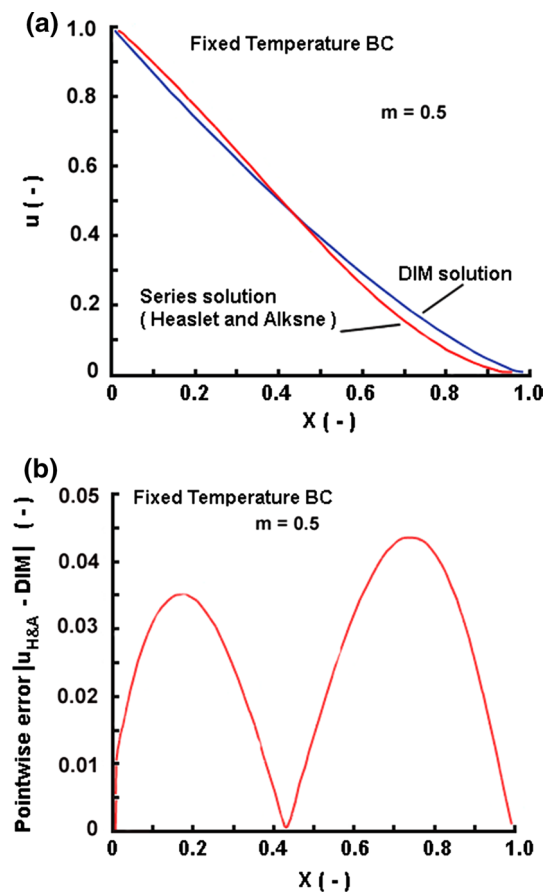 (a)
Fixed Temperature BC
m = 0.5
u ( - )
1.0
0.8
0.6
0.4
0.2
0
DIM solution
Series solution
( Heaslet and Alksne )
0 0.2 0.4 0.6 0.8 1.0
X ( - )
(b)
Fixed Temperature BC
m = 0.5
Pointwise error |u_H&A - DIM| ( - )
0.05
0.04
0.03
0.02
0.01
0
0 0.2 0.4 0.6 0.8 1.0
X ( - )